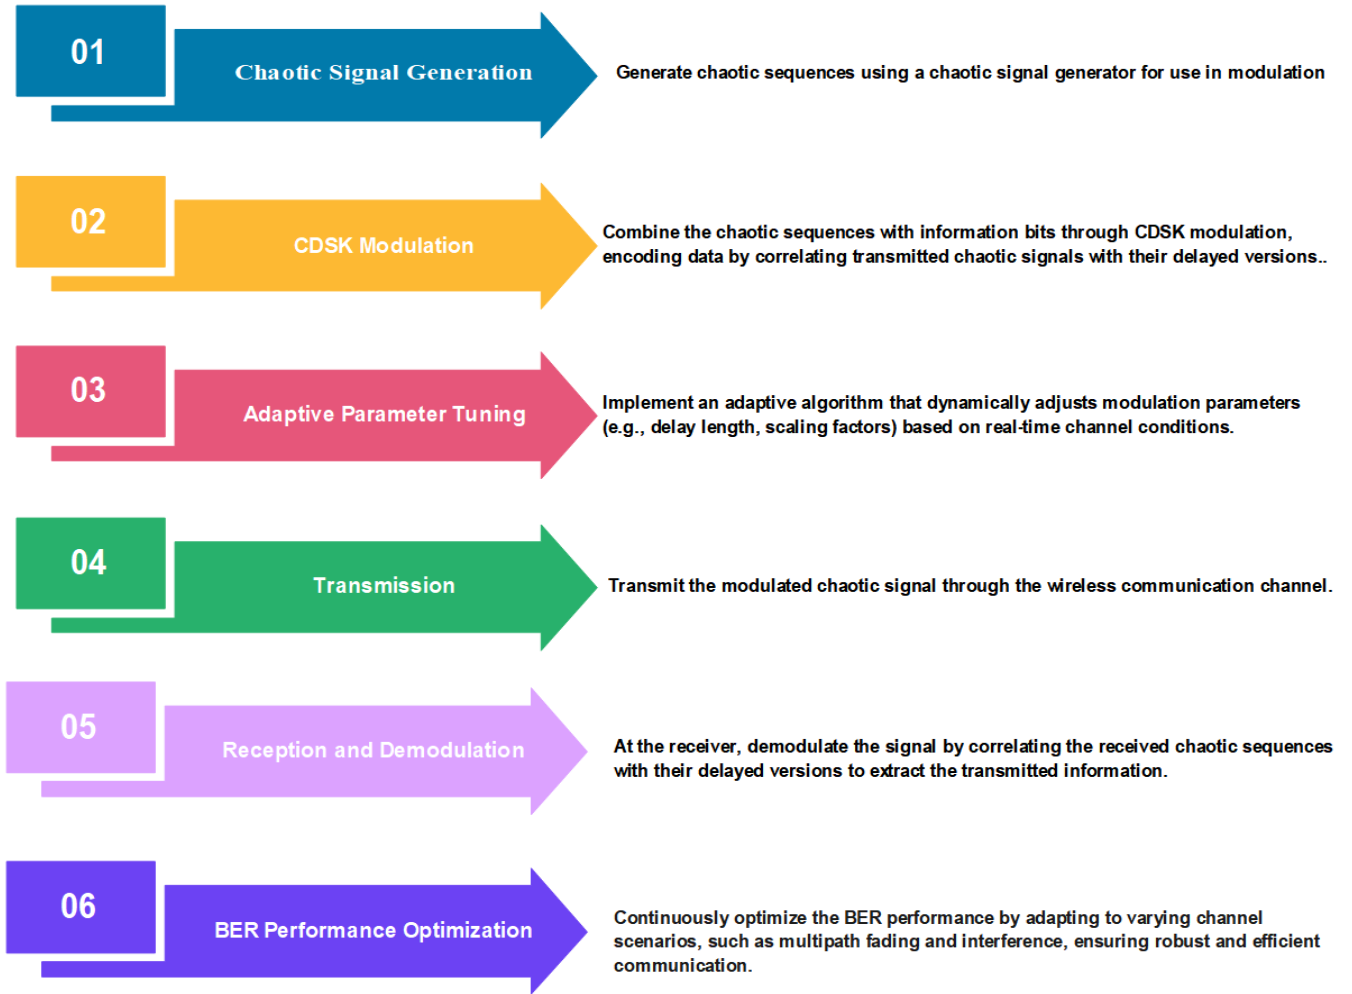 01
Chaotic Signal Generation
Generate chaotic sequences using a chaotic signal generator for use in modulation
02
CDSK Modulation
Combine the chaotic sequences with information bits through CDSK modulation,
encoding data by correlating transmitted chaotic signals with their delayed versions..
03
Adaptive Parameter Tuning
Implement an adaptive algorithm that dynamically adjusts modulation parameters
(e.g., delay length, scaling factors) based on real-time channel conditions.
04
Transmission
Transmit the modulated chaotic signal through the wireless communication channel.
05
Reception and Demodulation
At the receiver, demodulate the signal by correlating the received chaotic sequences
with their delayed versions to extract the transmitted information.
06
BER Performance Optimization
Continuously optimize the BER performance by adapting to varying channel
scenarios, such as multipath fading and interference, ensuring robust and efficient
communication.